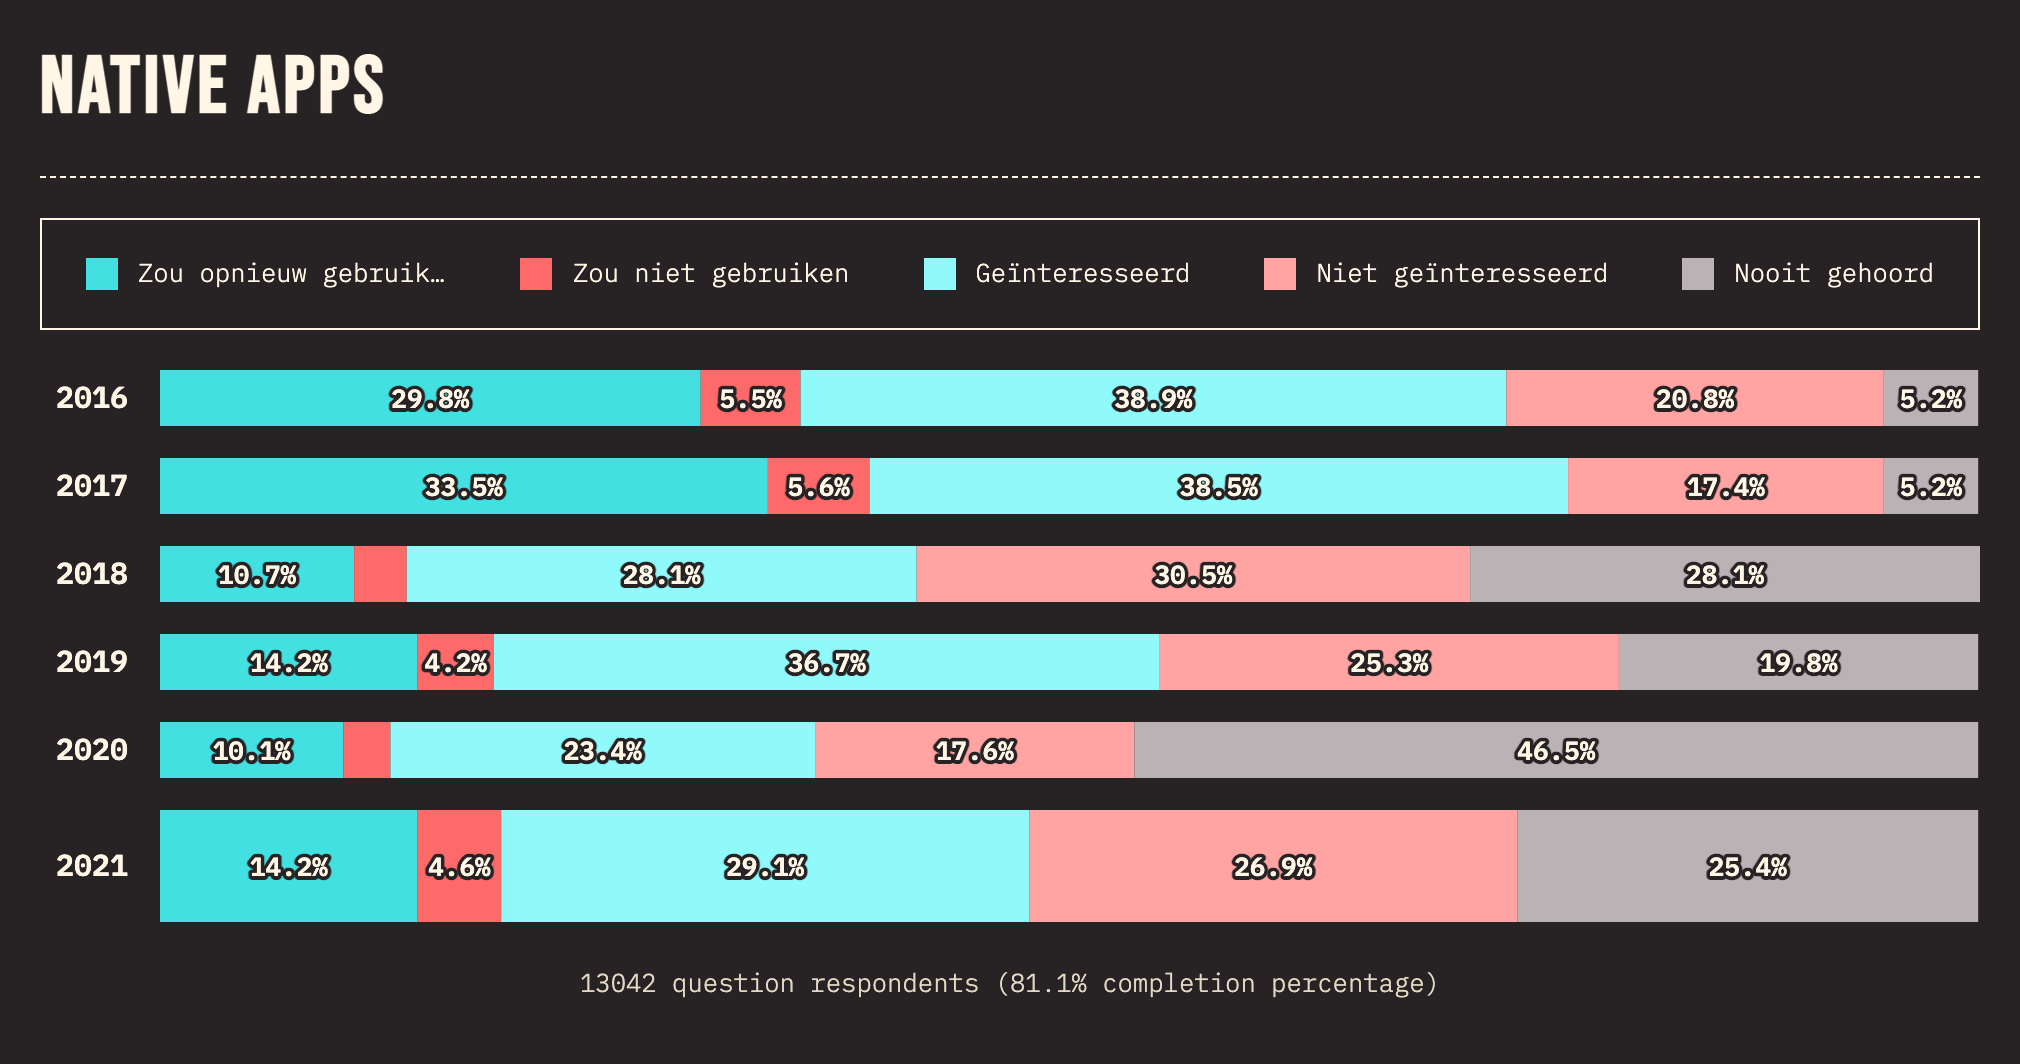 NATIVE APPS
Zou opnieuw gebruik… Zou niet gebruiken Geïnteresseerd Niet geïnteresseerd Nooit gehoord
2016 29.8% 5.5% 38.9% 20.8% 5.2%
2017 33.5% 5.6% 38.5% 17.4% 5.2%
2018 10.7% 28.1% 30.5% 28.1%
2019 14.2% 4.2% 36.7% 25.3% 19.8%
2020 10.1% 23.4% 17.6% 46.5%
2021 14.2% 4.6% 29.1% 26.9% 25.4%
13042 question respondents (81.1% completion percentage)